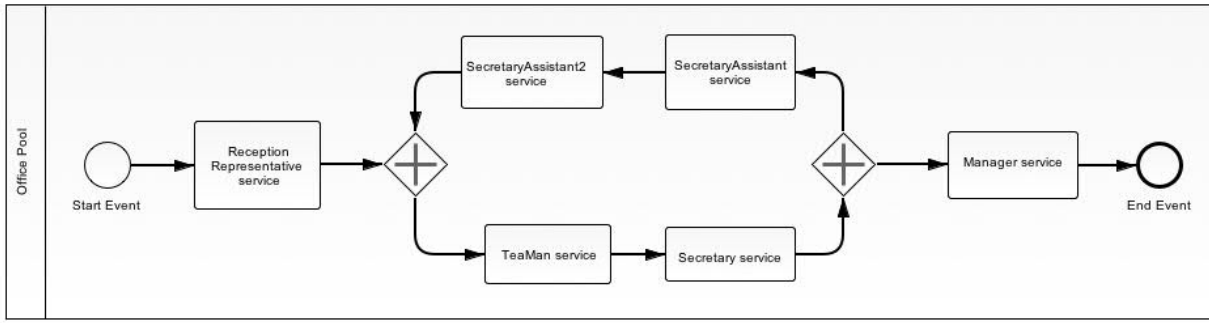 Office Pool
SecretaryAssistant2
service
SecretaryAssistant
service
Reception
Representative
service
Manager service
Start Event
End Event
TeaMan service
Secretary service